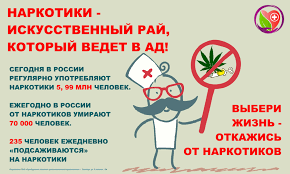 НАРКОТИКИ -
ИСКУССТВЕННЫЙ РАЙ,
КОТОРЫЙ ВЕДЕТ В АД!
СЕГОДНЯ В РОССИИ
РЕГУЛЯРНО УПОТРЕБЛЯЮТ
НАРКОТИКИ 5, 99 МЛН ЧЕЛОВЕК.
ЕЖЕГОДНО В РОССИИ
ОТ НАРКОТИКОВ УМИРАЮТ
70 000 ЧЕЛОВЕК.
235 ЧЕЛОВЕК ЕЖЕДНЕВНО
«ПОДСАЖИВАЮТСЯ»
НА НАРКОТИКИ
ВЫБЕРИ
ЖИЗНЬ -
ОТКАЖИСЬ
ОТ НАРКОТИКОВ